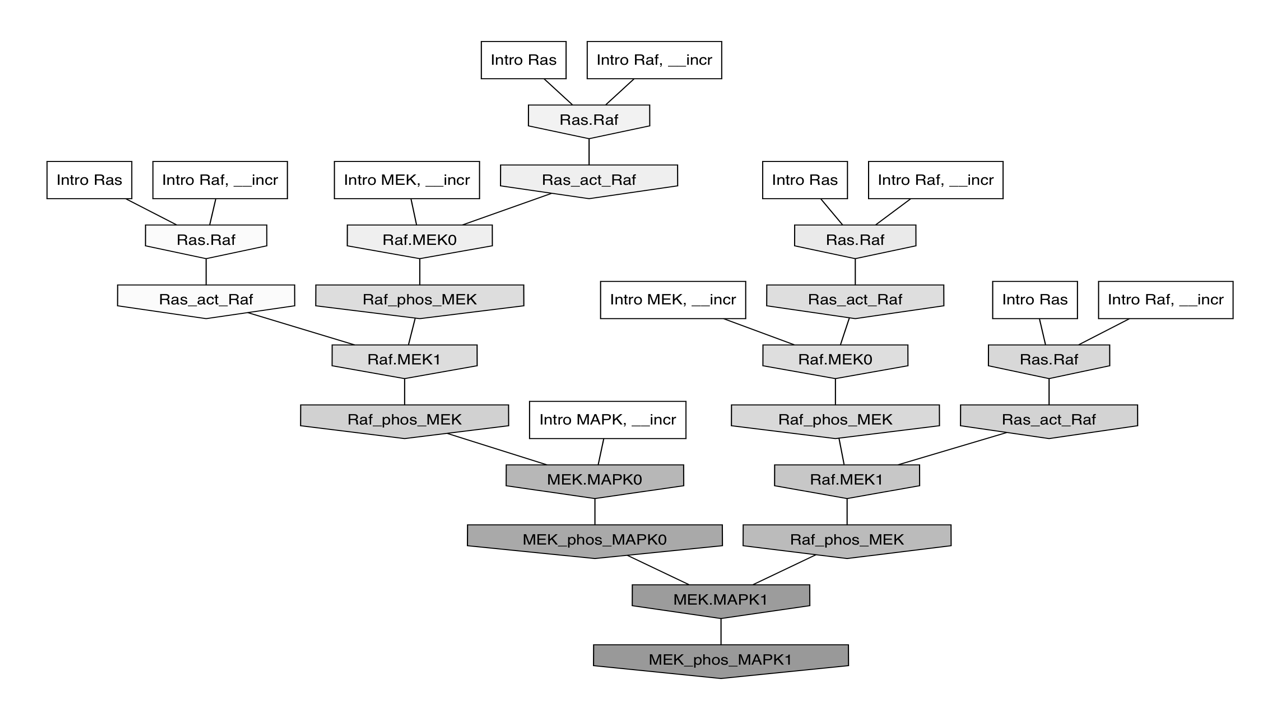 Intro Ras
Intro Raf, __incr
Ras.Raf
Intro Ras
Intro Raf, __incr
Intro MEK, __incr
Ras_act_Raf
Intro Ras
Intro Raf, __incr
Ras.Raf
Raf.MEK0
Ras.Raf
Ras_act_Raf
Raf_phos_MEK
Intro MEK, __incr
Ras_act_Raf
Intro Ras
Intro Raf, __incr
Raf.MEK1
Raf.MEK0
Ras.Raf
Raf_phos_MEK
Intro MAPK, __incr
Raf_phos_MEK
Ras_act_Raf
MEK.MAPK0
Raf.MEK1
MEK_phos_MAPK0
Raf_phos_MEK
MEK.MAPK1
MEK_phos_MAPK1